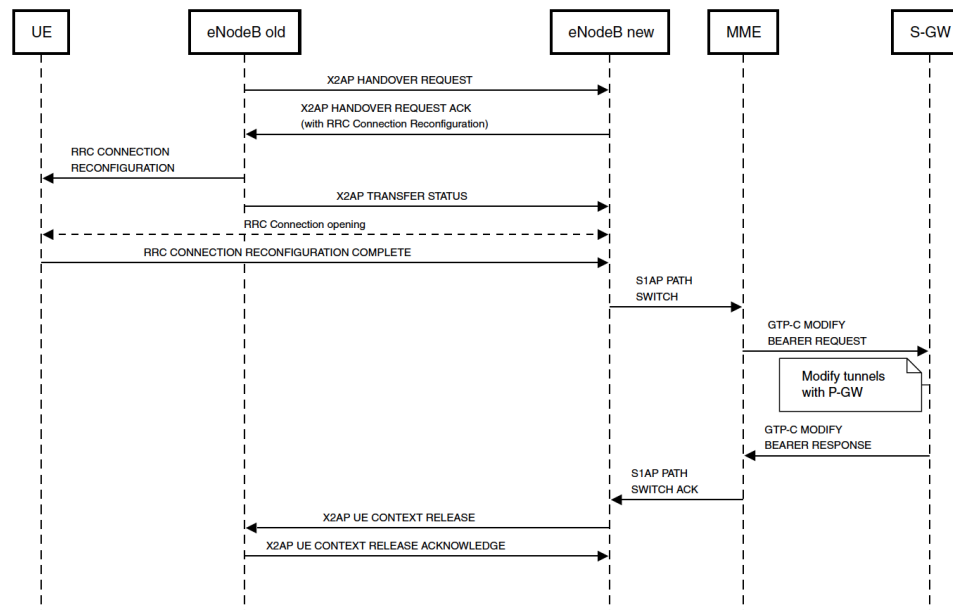 UE
eNodeB old
eNodeB new
MME
S-GW
X2AP HANDOVER REQUEST
X2AP HANDOVER REQUEST ACK
(with RRC Connection Reconfiguration)
RRC CONNECTION
RECONFIGURATION
X2AP TRANSFER STATUS
RRC Connection opening
RRC CONNECTION RECONFIGURATION COMPLETE
S1AP PATH
SWITCH
GTP-C MODIFY
BEARER REQUEST
Modify tunnels
with P-GW
GTP-C MODIFY
BEARER RESPONSE
S1AP PATH
SWITCH ACK
X2AP UE CONTEXT RELEASE
X2AP UE CONTEXT RELEASE ACKNOWLEDGE